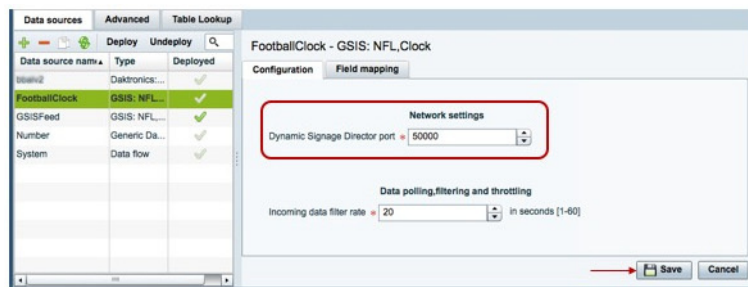 Data sources Advanced Table Lookup
Deploy Undeploy
Data source name Type Deployed
Daktronics:...
FootballClock GSIS: NFL...
GSISFeed GSIS: NFL,...
Number Generic Da...
System Data flow
FootballClock - GSIS: NFL,Clock
Configuration Field mapping
Network settings
Dynamic Signage Director port * 50000
Data polling,filtering and throttling
Incoming data filter rate * 20 in seconds [1-60]
Save Cancel